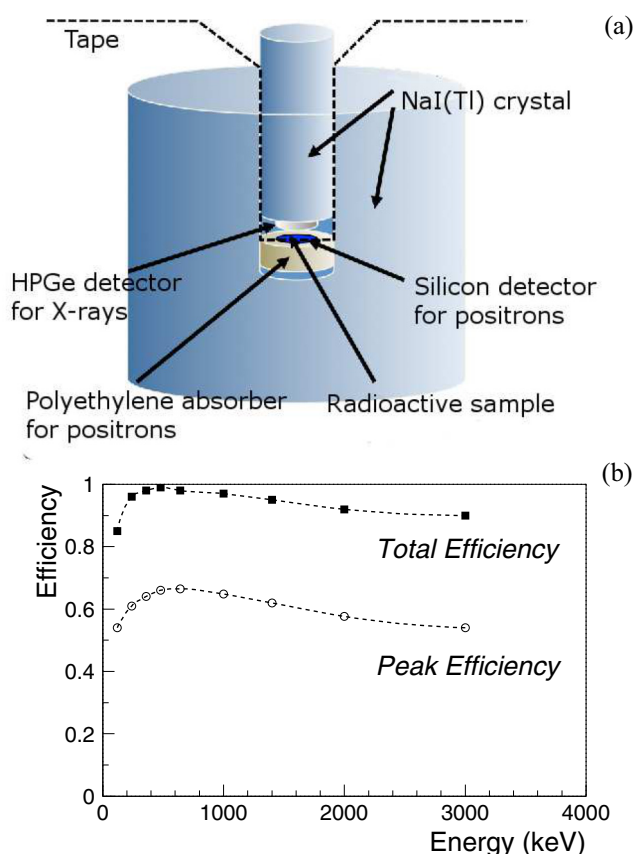 (a)
Tape
NaI(Tl) crystal
HPGe detector
for X-rays
Silicon detector
for positrons
Polyethylene absorber
for positrons
Radioactive sample
(b)
Efficiency
1
0.8
0.6
0.4
0.2
0
Total Efficiency
Peak Efficiency
0
1000
2000
3000
4000
Energy (keV)